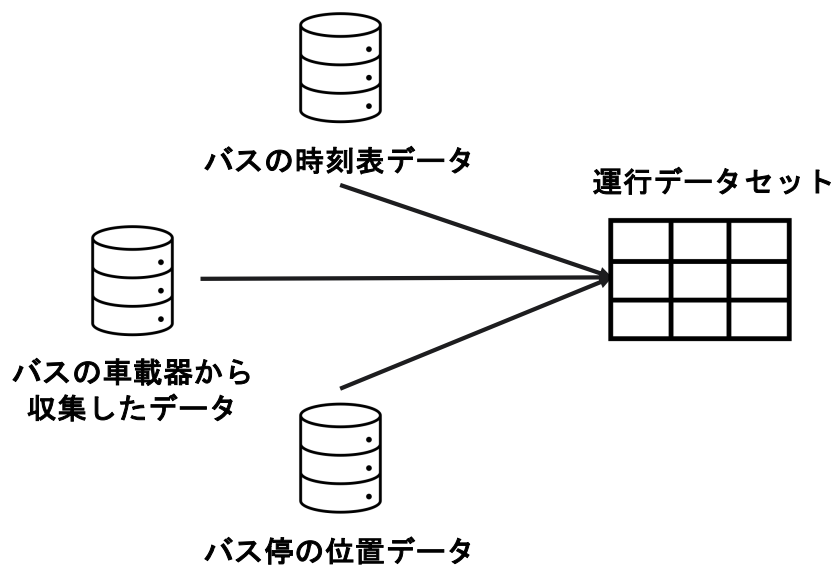 バスの時刻表データ
運行データセット
バスの車載器から
収集したデータ
バス停の位置データ